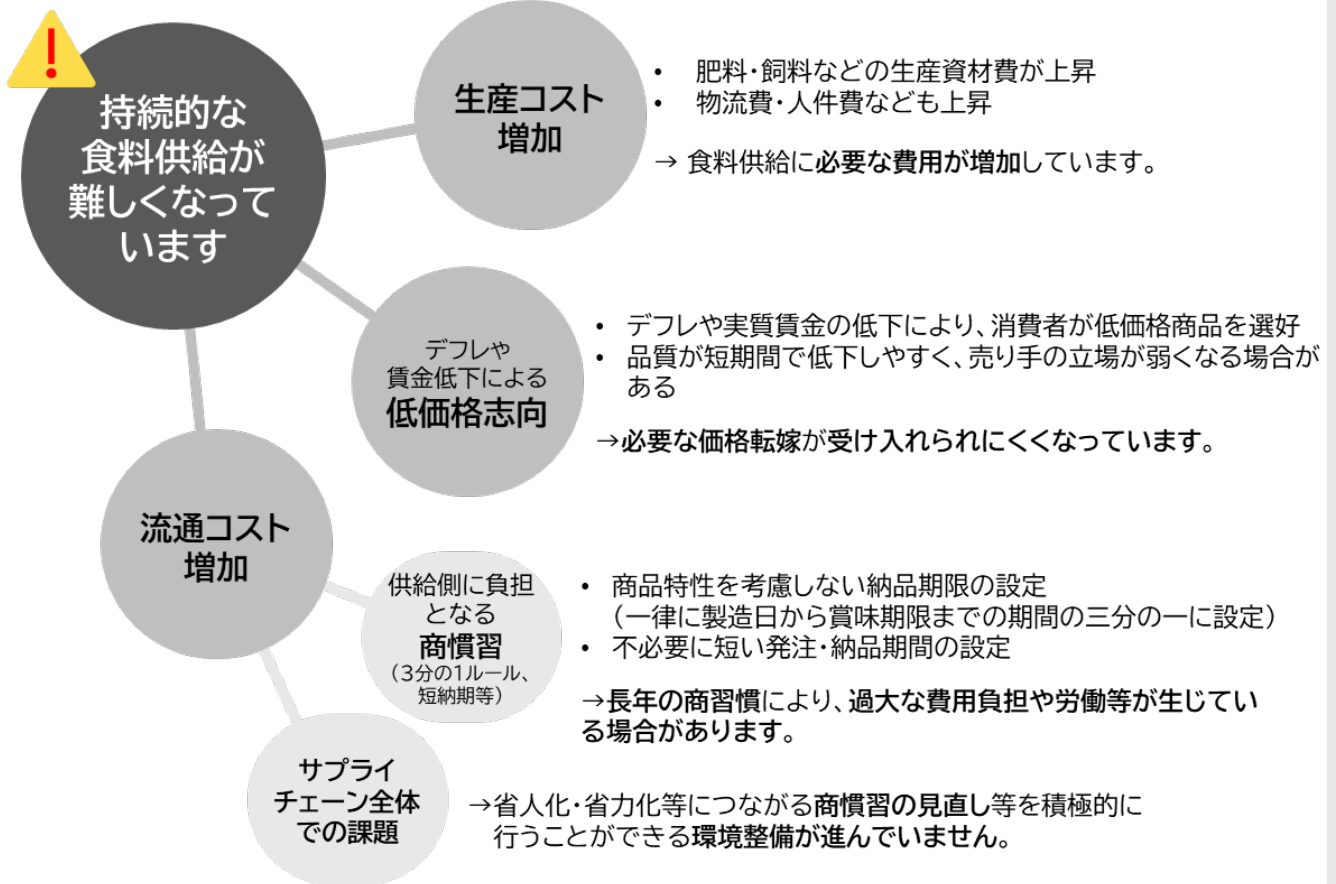 持続的な
食料供給が
難しくなって
います
生産コスト
増加
• 肥料・飼料などの生産資材費が上昇
• 物流費・人件費なども上昇
→ 食料供給に必要な費用が増加しています。
デフレや
賃金低下による
低価格志向
• デフレや実質賃金の低下により、消費者が低価格商品を選好
• 品質が短期間で低下しやすく、売り手の立場が弱くなる場合が
ある
→必要な価格転嫁が受け入れられにくくなっています。
流通コスト
増加
供給側に負担
となる
商慣習
（3分の1ルール、
短納期等）
• 商品特性を考慮しない納品期限の設定
（一律に製造日から賞味期限までの期間の三分の一に設定）
• 不必要に短い発注・納品期間の設定
→長年の商習慣により、過大な費用負担や労働等が生じてい
る場合があります。
サプライ
チェーン全体
での課題
→省人化・省力化等につながる商慣習の見直し等を積極的に
行うことができる環境整備が進んでいません。